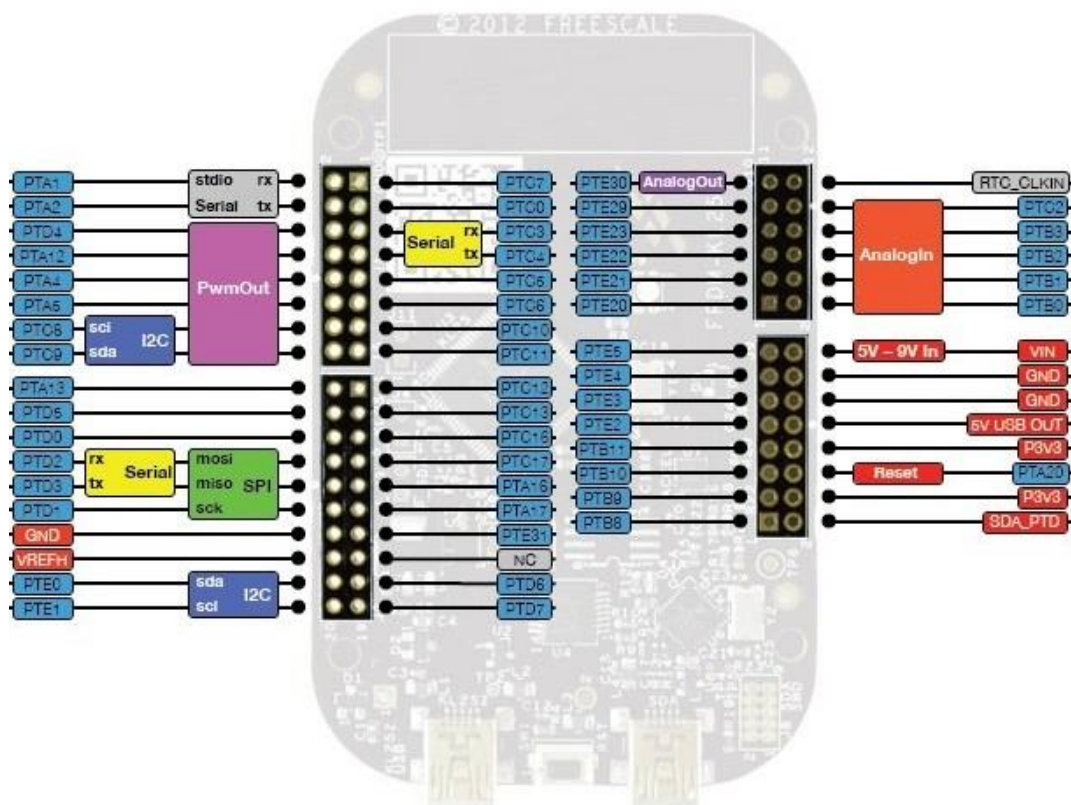 © 2012 FREESCALE
PTA1 stdio rx
PTA2 Serial tx
PTD4
PTA12
PTA4
PTA5
PwmOut
PTC8 scl
PTC9 sda
I2C
PTA13
PTD5
PTD0
PTD2 rx mosi
PTD3 tx miso
Serial
PTD1 sck
SPI
GND
VREFH
PTE0 sda
PTE1 scl
I2C
PTC7
PTC0
PTC3
PTC4
Serial rx
tx
PTC5
PTC6
PTC10
PTC11
PTC12
PTC13
PTC16
PTC17
PTA16
PTA17
PTE31
NC
PTD6
PTD7
PTE30 AnalogOut
PTE29
PTE23
PTE22
PTE21
PTE20
PTE5
PTE4
PTE3
PTE2
PTB11
PTB10
PTB9
PTB8
RTC_CLKIN
AnalogIn
PTC2
PTB3
PTB2
PTB1
PTB0
5V – 9V In VIN
GND
GND
5V USB OUT
P3V3
Reset PTA20
P3V3
SDA_PTD